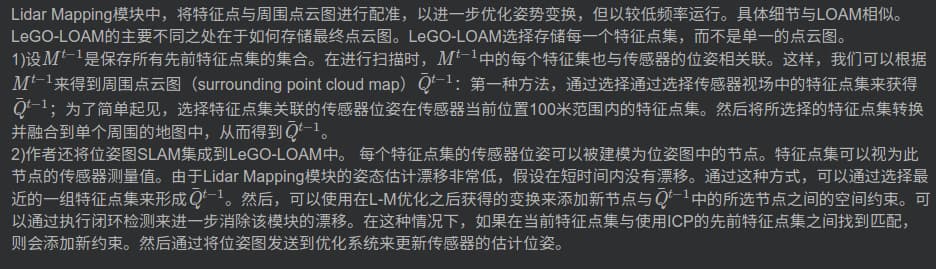 Lidar Mapping模块中，将特征点与周围点云图进行配准，以进一步优化姿势变换，但以较低频率运行。具体细节与LOAM相似。
LeGO-LOAM的主要不同之处在于如何存储最终点云图。LeGO-LOAM选择存储每一个特征点集，而不是单一的点云图。
1)设M^{t−1}是保存所有先前特征点集的集合。在进行扫描时，M^{t−1}中的每个特征集也与传感器的位姿相关联。这样，我们可以根据
M^{t−1}来得到周围点云图（surrounding point cloud map）Q̄^{t−1}：第一种方法，通过选择通过选择传感器视场中的特征点集来获得
Q̄^{t−1}；为了简单起见，选择特征点集关联的传感器位姿在传感器当前位置100米范围内的特征点集。然后将所选择的特征点集转换
并融合到单个周围的地图中，从而得到Q̄^{t−1}。
2)作者还将位姿图SLAM集成到LeGO-LOAM中。 每个特征点集的传感器位姿可以被建模为位姿图中的节点。特征点集可以视为此
节点的传感器测量值。由于Lidar Mapping模块的姿态估计漂移非常低，假设在短时间内没有漂移。通过这种方式，可以通过选择最
近的一组特征点集来形成Q̄^{t−1}。然后，可以使用在L-M优化之后获得的变换来添加新节点与Q̄^{t−1}中的所选节点之间的空间约束。可
以通过执行闭环检测来进一步消除该模块的漂移。在这种情况下，如果在当前特征点集与使用ICP的先前特征点集之间找到匹配，
则会添加新约束。然后通过将位姿图发送到优化系统来更新传感器的估计位姿。